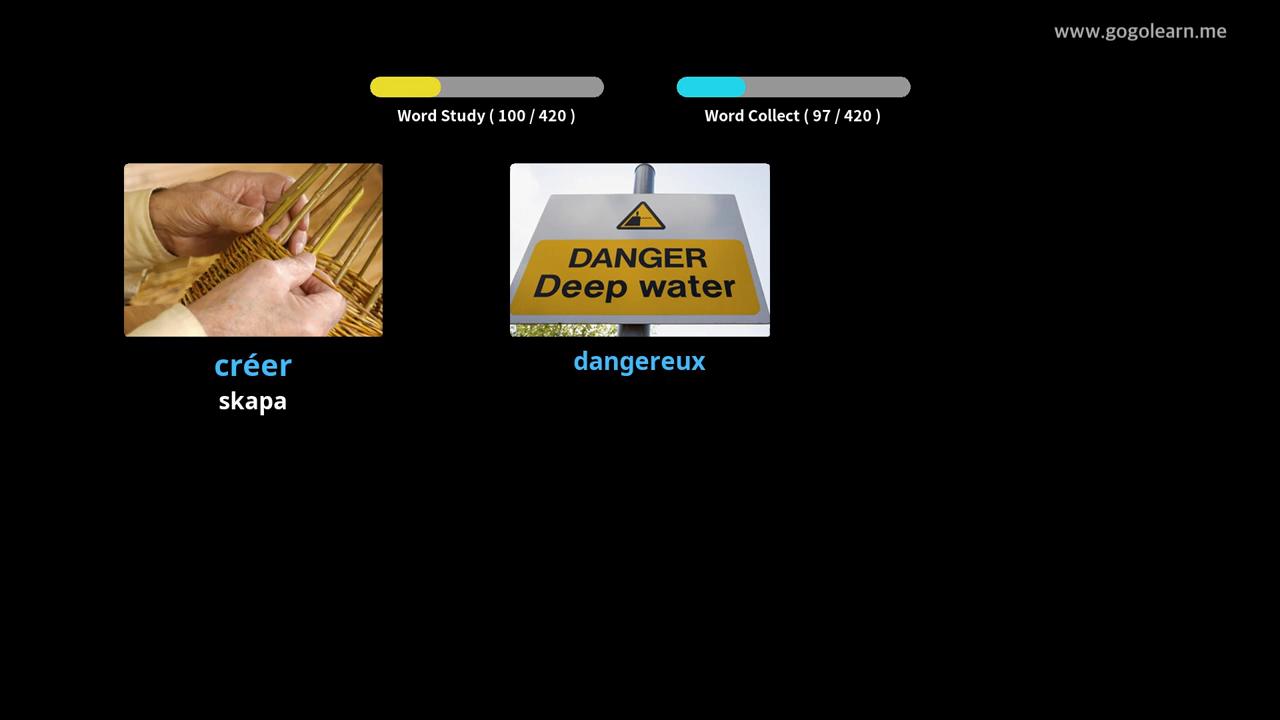 www.gogolearn.me
Word Study ( 100 / 420 )
Word Collect ( 97 / 420 )
DANGER
Deep water
créer
skapa
dangereux